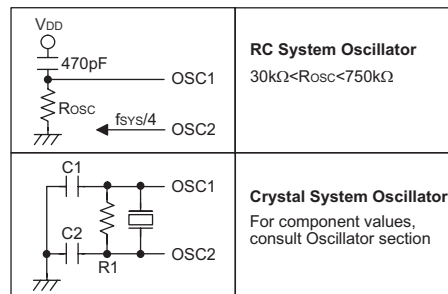 VDD
470pF
OSC1
ROSC
fSYS/4
OSC2
RC System Oscillator
30kΩ<ROSC<750kΩ
C1
OSC1
C2
OSC2
R1
Crystal System Oscillator
For component values,
consult Oscillator section